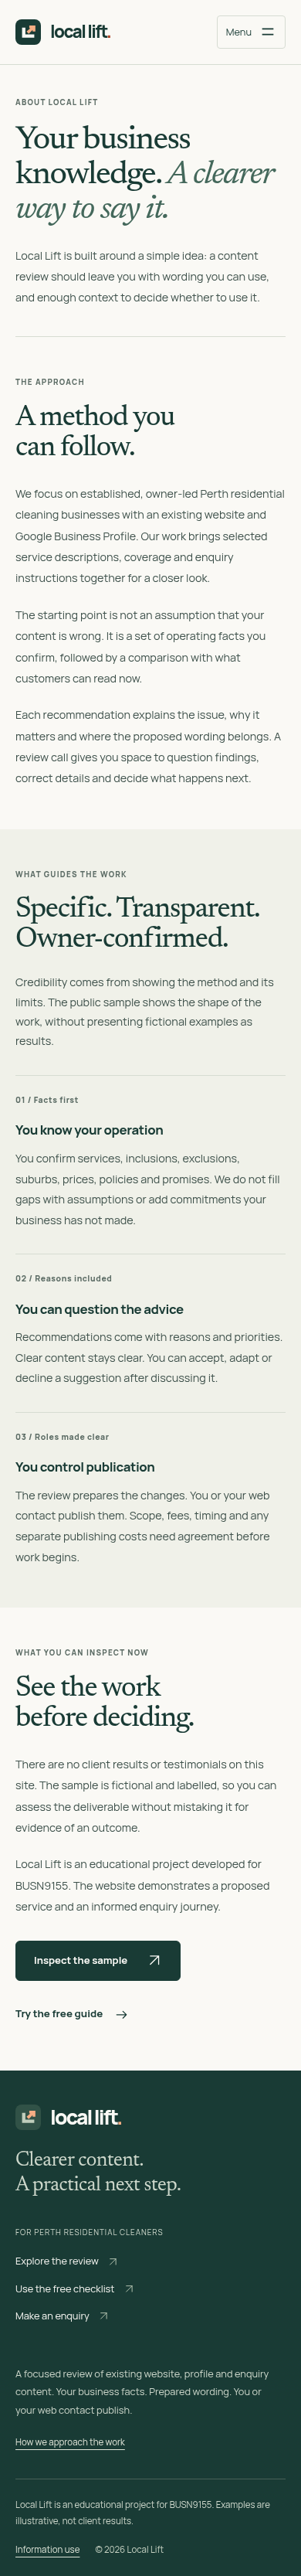 local lift.
Menu
ABOUT LOCAL LIFT
Your business
knowledge. A clearer
way to say it.
Local Lift is built around a simple idea: a content
review should leave you with wording you can use,
and enough context to decide whether to use it.
THE APPROACH
A method you
can follow.
We focus on established, owner-led Perth residential
cleaning businesses with an existing website and
Google Business Profile. Our work brings selected
service descriptions, coverage and enquiry
instructions together for a closer look.
The starting point is not an assumption that your
content is wrong. It is a set of operating facts you
confirm, followed by a comparison with what
customers can read now.
Each recommendation explains the issue, why it
matters and where the proposed wording belongs. A
review call gives you space to question findings,
correct details and decide what happens next.
WHAT GUIDES THE WORK
Specific. Transparent.
Owner-confirmed.
Credibility comes from showing the method and its
limits. The public sample shows the shape of the
work, without presenting fictional examples as
results.
01 / Facts first
You know your operation
You confirm services, inclusions, exclusions,
suburbs, prices, policies and promises. We do not fill
gaps with assumptions or add commitments your
business has not made.
02 / Reasons included
You can question the advice
Recommendations come with reasons and priorities.
Clear content stays clear. You can accept, adapt or
decline a suggestion after discussing it.
03 / Roles made clear
You control publication
The review prepares the changes. You or your web
contact publish them. Scope, fees, timing and any
separate publishing costs need agreement before
work begins.
WHAT YOU CAN INSPECT NOW
See the work
before deciding.
There are no client results or testimonials on this
site. The sample is fictional and labelled, so you can
assess the deliverable without mistaking it for
evidence of an outcome.
Local Lift is an educational project developed for
BUSN9155. The website demonstrates a proposed
service and an informed enquiry journey.
Inspect the sample
Try the free guide
local lift.
Clearer content.
A practical next step.
FOR PERTH RESIDENTIAL CLEANERS
Explore the review
Use the free checklist
Make an enquiry
A focused review of existing website, profile and enquiry
content. Your business facts. Prepared wording. You or
your web contact publish.
How we approach the work
Local Lift is an educational project for BUSN9155. Examples are
illustrative, not client results.
Information use © 2026 Local Lift